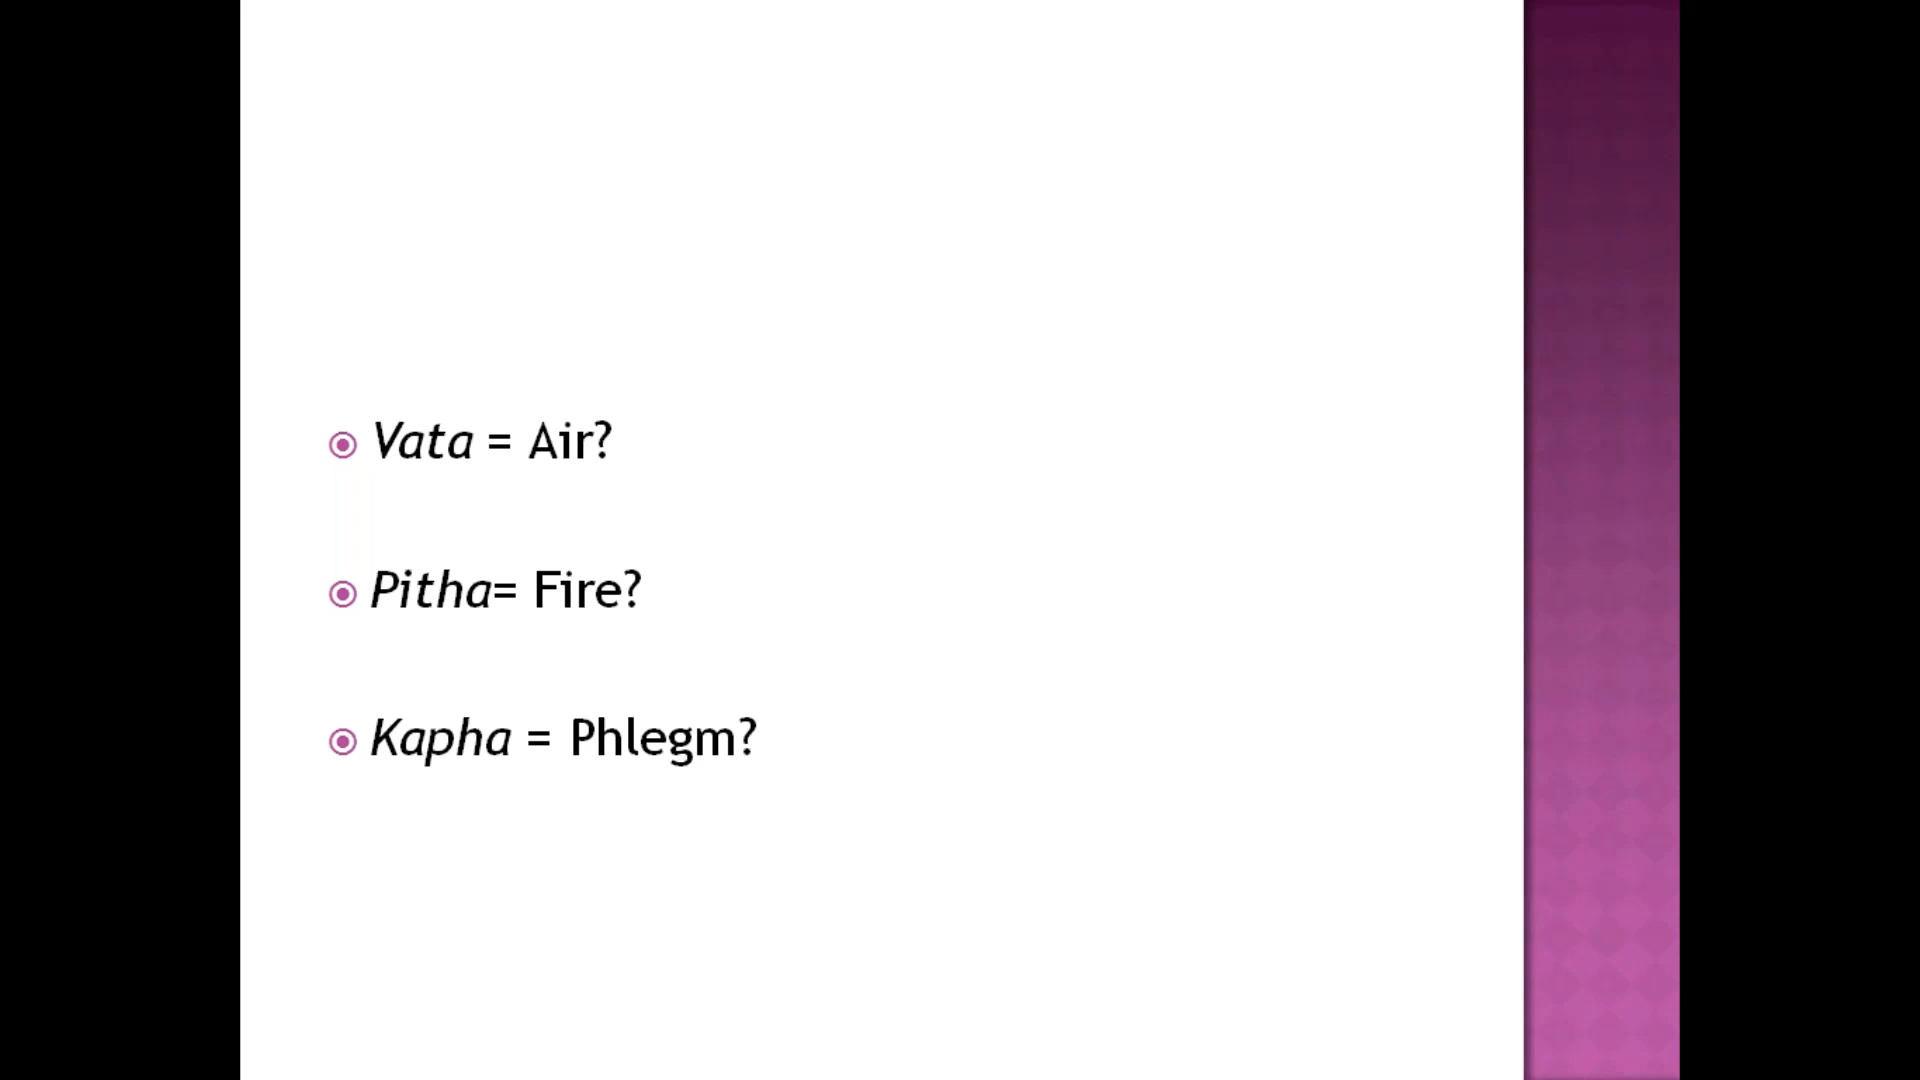 Vata = Air?
Pitha= Fire?
Kapha = Phlegm?